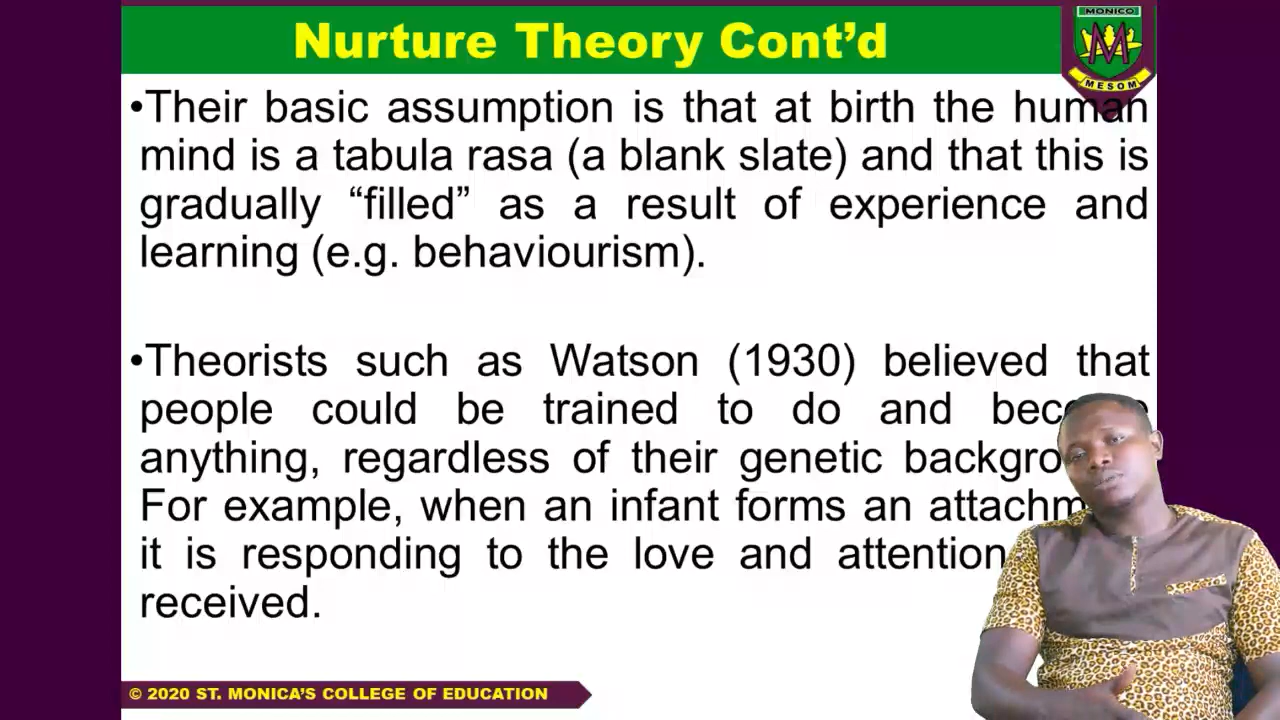 Nurture Theory Cont’d
MONICO
M
MESOM
•Their basic assumption is that at birth the human
mind is a tabula rasa (a blank slate) and that this is
gradually “filled” as a result of experience and
learning (e.g. behaviourism).
•Theorists such as Watson (1930) believed that
people could be trained to do and
anything, regardless of their genetic
For example, when an infant forms an
it is responding to the love and attention
received.
© 2020 ST. MONICA’S COLLEGE OF EDUCATION